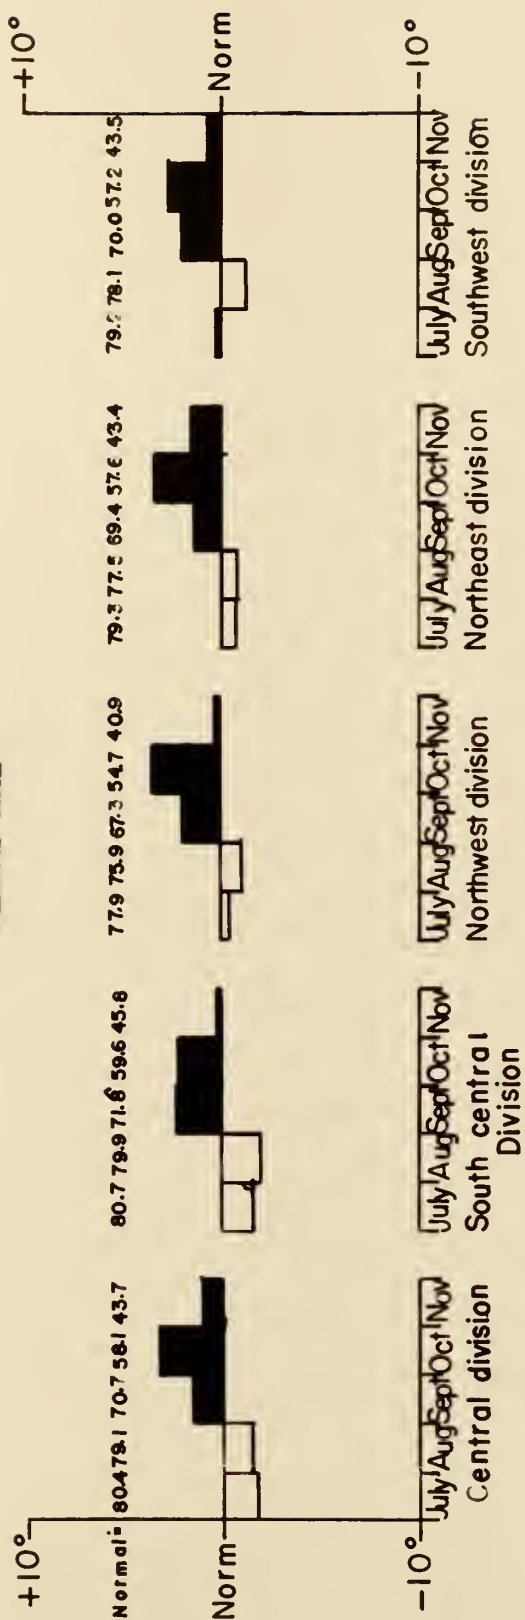 +10° +10°
Normal= 80.4 79.1 70.7 58.1 43.7 80.7 79.9 71.8 59.6 45.8 77.9 75.9 67.3 54.7 40.9 79.3 69.4 57.6 43.4 78.1 70.0 57.2 43.5
Norm Norm
-10° -10°
July Aug Sept Oct Nov July Aug Sept Oct Nov July Aug Sept Oct Nov July Aug Sept Oct Nov July Aug Sept Oct Nov
Central division South central Northwest division Northeast division Southwest division
Division